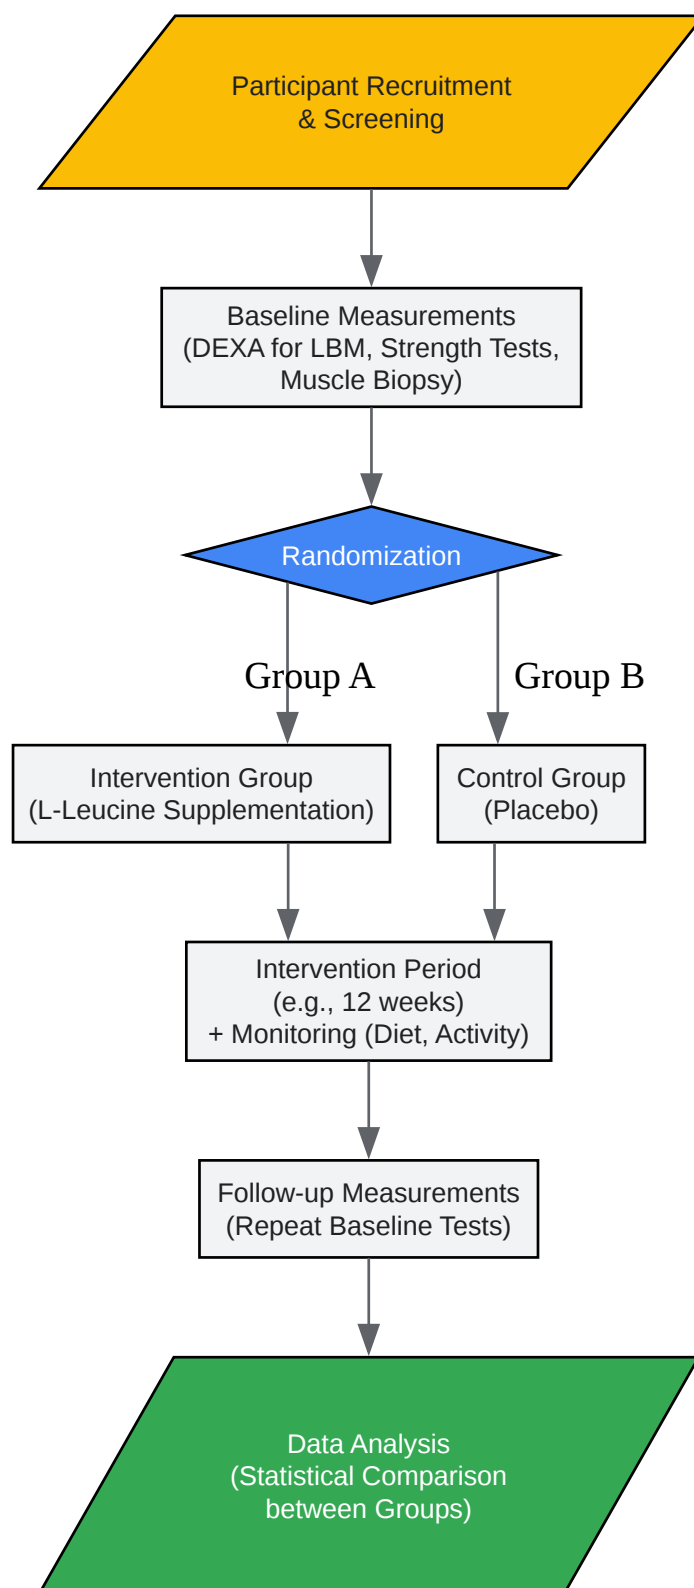 Participant Recruitment
& Screening
Baseline Measurements
(DEXA for LBM, Strength Tests,
Muscle Biopsy)
Randomization
Group A
Group B
Intervention Group
(L-Leucine Supplementation)
Control Group
(Placebo)
Intervention Period
(e.g., 12 weeks)
+ Monitoring (Diet, Activity)
Follow-up Measurements
(Repeat Baseline Tests)
Data Analysis
(Statistical Comparison
between Groups)